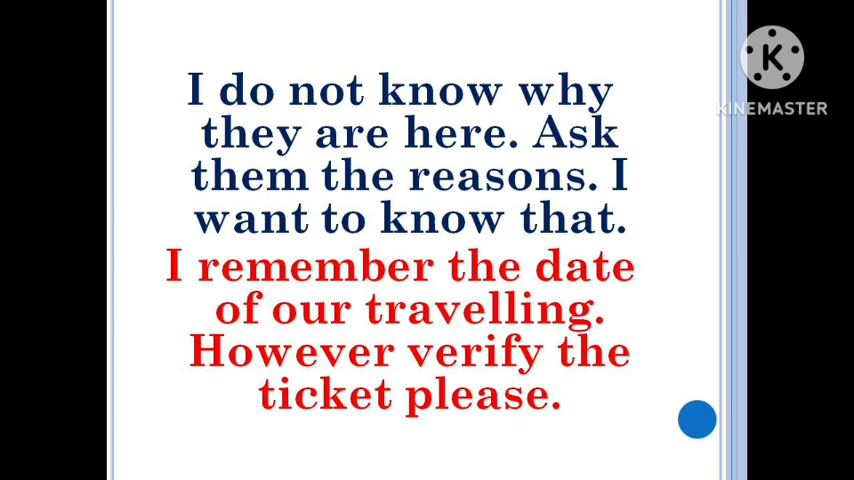 I do not know why
they are here. Ask
them the reasons. I
want to know that.
I remember the date
of our travelling.
However verify the
ticket please.
K
KINEMASTER